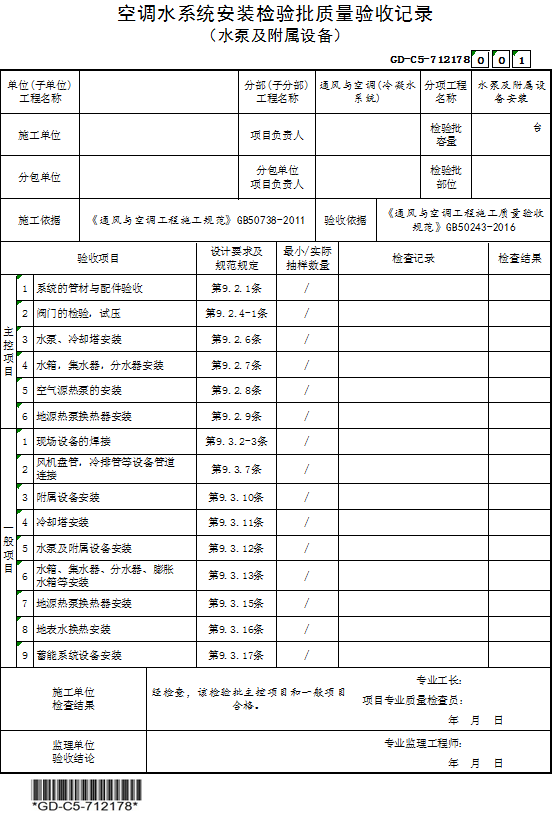 空调水系统安装检验批质量验收记录
（水泵及附属设备）
GD-C5-712178 0 0 1
单位(子单位) 工程名称
分部(子分部) 工程名称
通风与空调(冷凝水系统)
分项工程名称
水泵及附属设备安装
施工单位
项目负责人
检验批容量
台
分包单位
分包单位项目负责人
检验批部位
施工依据
《通风与空调工程施工规范》GB50738-2011
验收依据
《通风与空调工程施工质量验收规范》GB50243-2016
验收项目
设计要求及规范规定
最小/实际抽样数量
检查记录
检查结果
主控项目
1 系统的管材与配件验收 第9.2.1条 /
2 阀门的检验，试压 第9.2.4-1条 /
3 水泵、冷却塔安装 第9.2.6条 /
4 水箱，集水器，分水器安装 第9.2.7条 /
5 空气源热泵的安装 第9.2.8条 /
6 地源热泵换热器安装 第9.2.9条 /
一般项目
1 现场设备的焊接 第9.3.2-3条 /
2 风机盘管，冷排管等设备管道连接 第9.3.7条 /
3 附属设备安装 第9.3.10条 /
4 冷却塔安装 第9.3.11条 /
5 水泵及附属设备安装 第9.3.12条 /
6 水箱、集水器、分水器、膨胀水箱等安装 第9.3.13条 /
7 地源热泵换热器安装 第9.3.15条 /
8 地表水换热安装 第9.3.16条 /
9 蓄能系统设备安装 第9.3.17条 /
施工单位
检查结果
经检查，该检验批主控项目和一般项目
合格。
专业工长：
项目专业质量检查员：
年 月 日
监理单位
验收结论
专业监理工程师：
年 月 日
*GD-C5-712178*